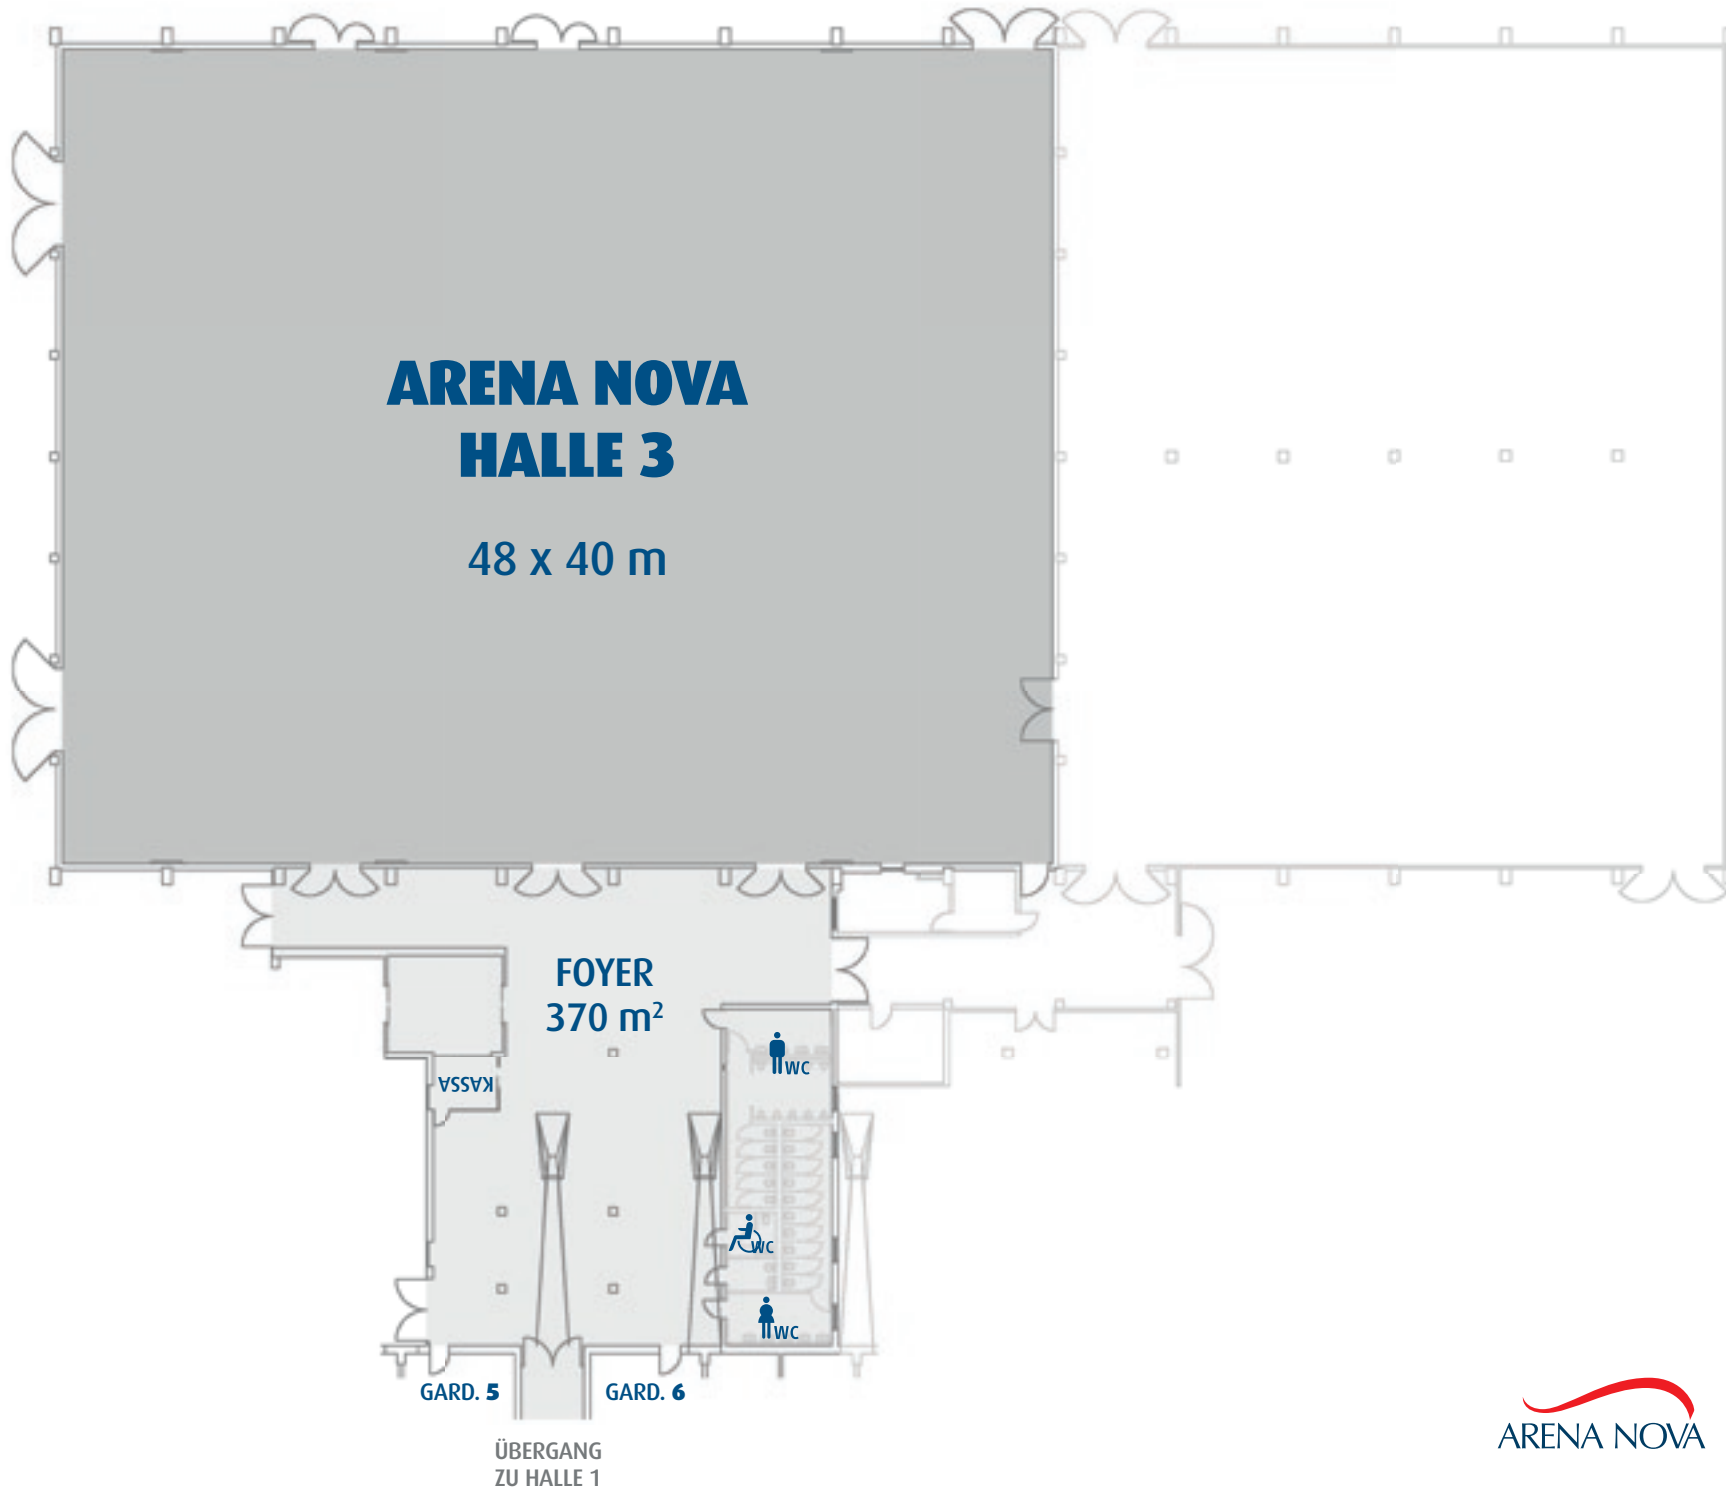 ARENA NOVA
HALLE 3
48 x 40 m
FOYER
370 m²
WC
KASSA
WC
WC
GARD. 5
GARD. 6
ÜBERGANG
ZU HALLE 1
ARENA NOVA